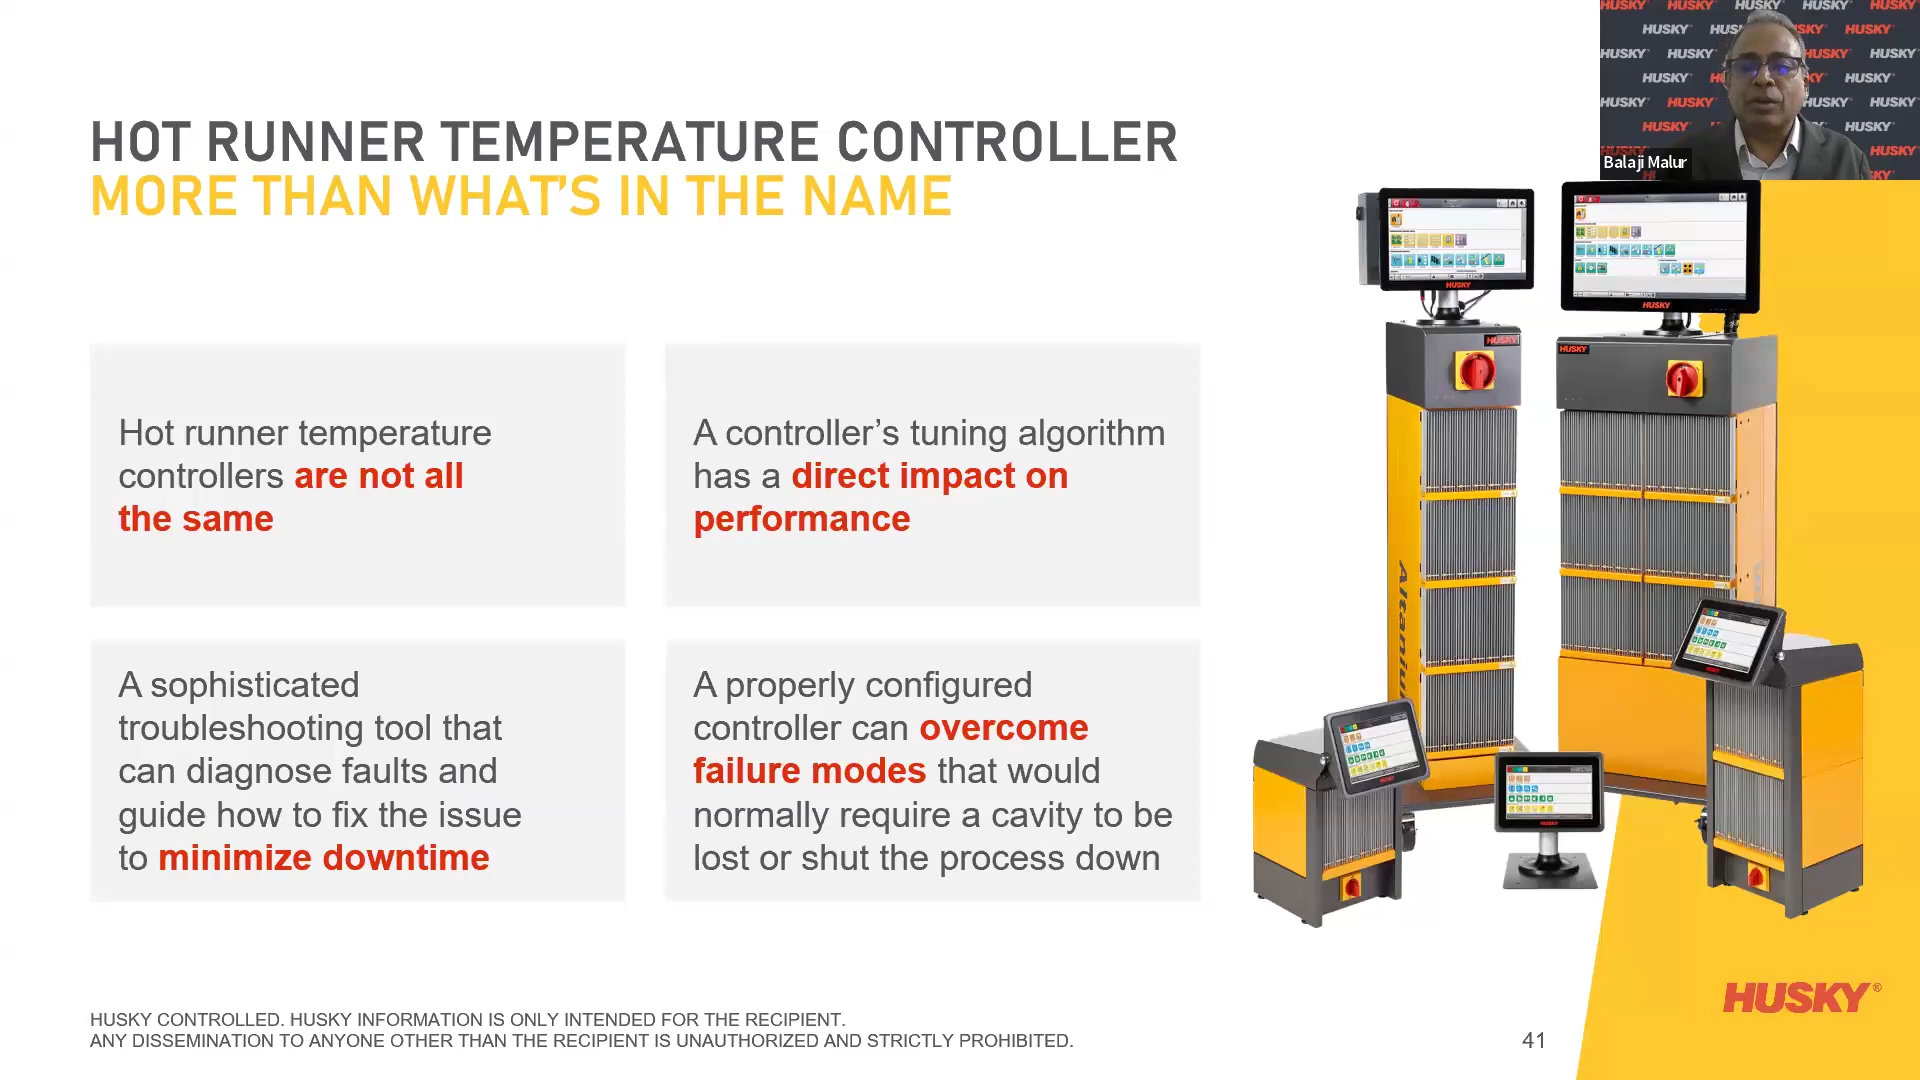 HOT RUNNER TEMPERATURE CONTROLLER
MORE THAN WHAT'S IN THE NAME
Hot runner temperature
controllers are not all
the same
A controller's tuning algorithm
has a direct impact on
performance
A sophisticated
troubleshooting tool that
can diagnose faults and
guide how to fix the issue
to minimize downtime
A properly configured
controller can overcome
failure modes that would
normally require a cavity to be
lost or shut the process down
Balaji Malur
HUSKY
HUSKY
HUSKY
HUSKY
HUSKY®
HUSKY CONTROLLED. HUSKY INFORMATION IS ONLY INTENDED FOR THE RECIPIENT.
ANY DISSEMINATION TO ANYONE OTHER THAN THE RECIPIENT IS UNAUTHORIZED AND STRICTLY PROHIBITED.
41